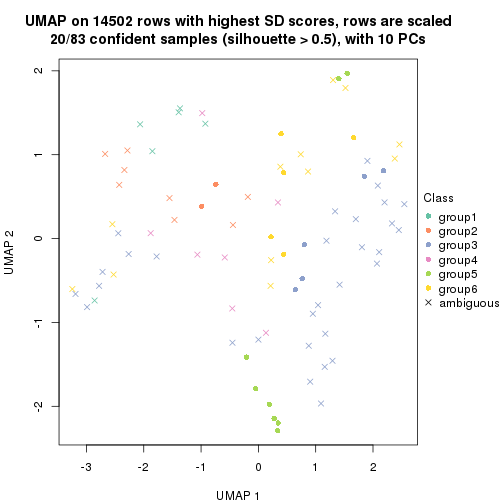 UMAP on 14502 rows with highest SD scores, rows are scaled
20/83 confident samples (silhouette > 0.5), with 10 PCs
2
1
0
-1
-2
UMAP 2
-3
-2
-1
0
1
2
UMAP 1
Class
group1
group2
group3
group4
group5
group6
ambiguous